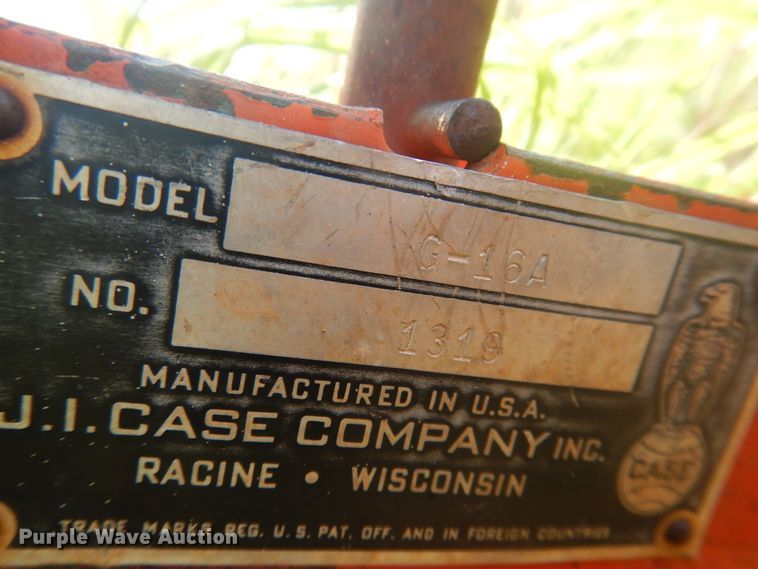 MODEL G-16A
NO. 1319
MANUFACTURED IN U.S.A.
J.I. CASE COMPANY INC.
RACINE • WISCONSIN
CASE
TRADE MARKS REG. U.S. PAT. OFF. AND IN FOREIGN COUNTRIES
Purple Wave Auction